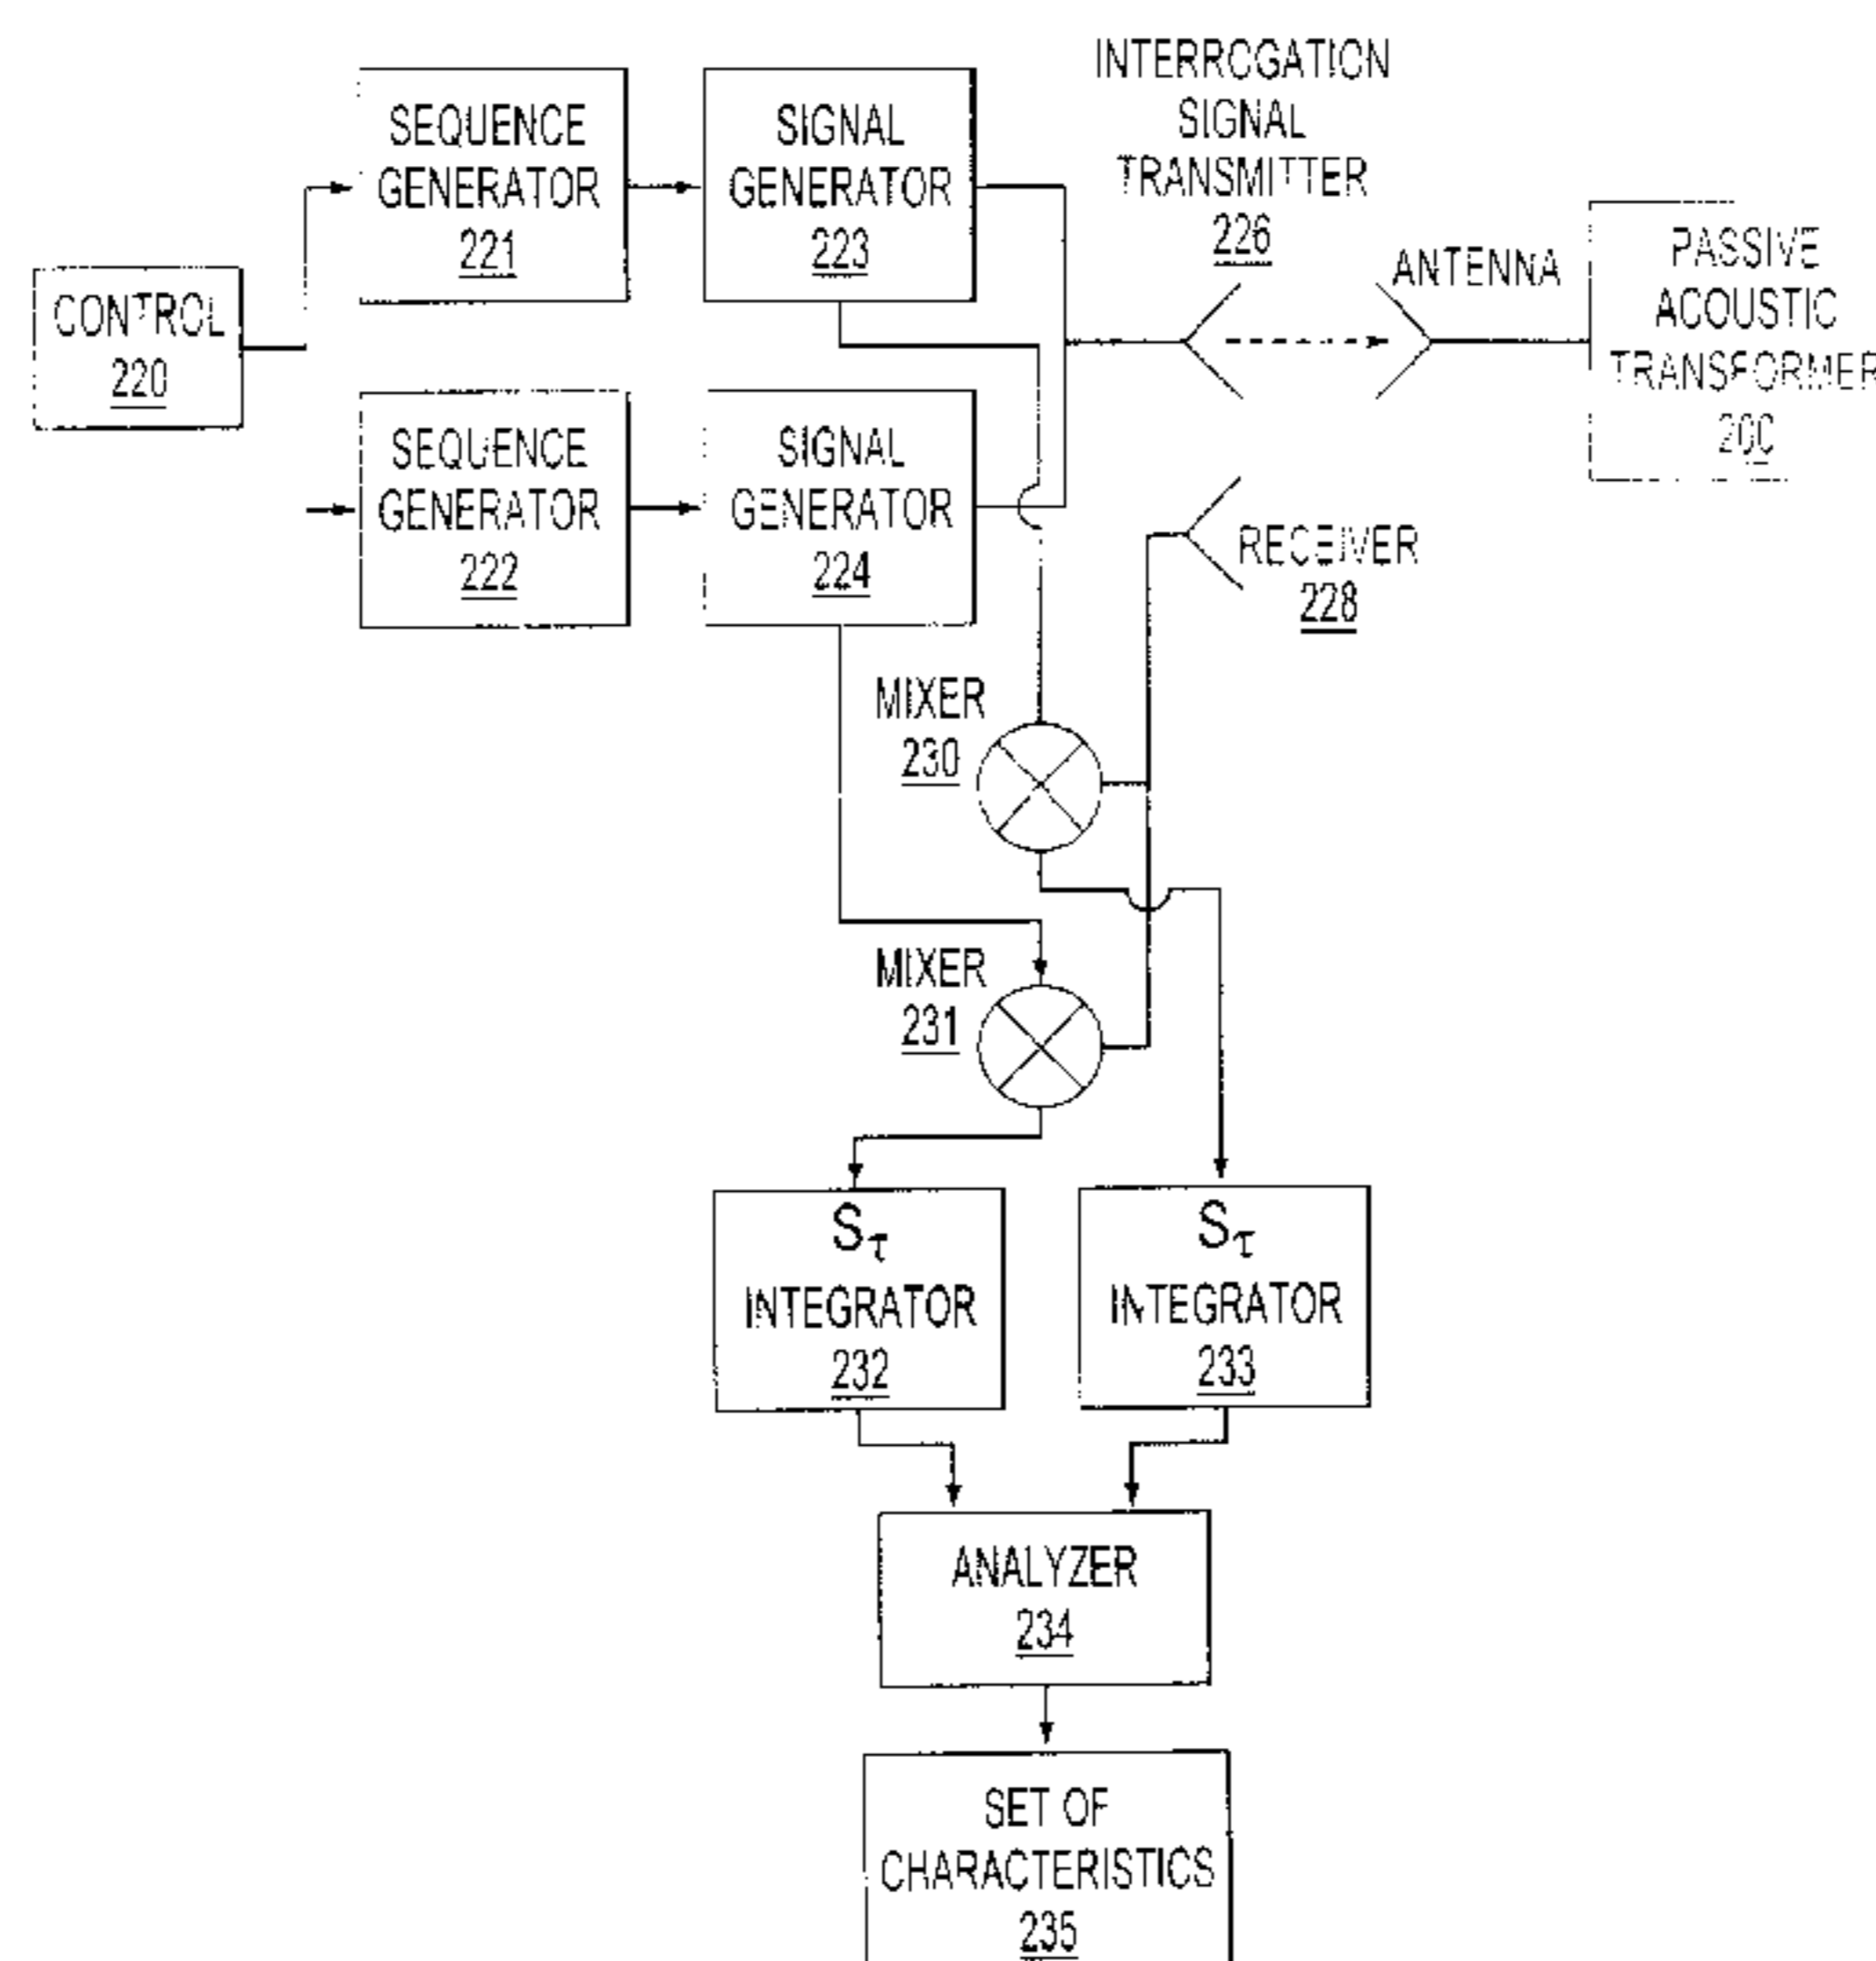 INTERROGATION
SIGNAL
TRANSMITTER
226
SEQUENCE
GENERATOR
221
SIGNAL
GENERATOR
223
ANTENNA
PASSIVE
ACOUSTIC
TRANSFORMER
200
CONTROL
220
SEQUENCE
GENERATOR
222
SIGNAL
GENERATOR
224
RECEIVER
228
MIXER
230
MIXER
231
Sτ
INTEGRATOR
232
Sτ
INTEGRATOR
233
ANALYZER
234
SET OF
CHARACTERISTICS
235